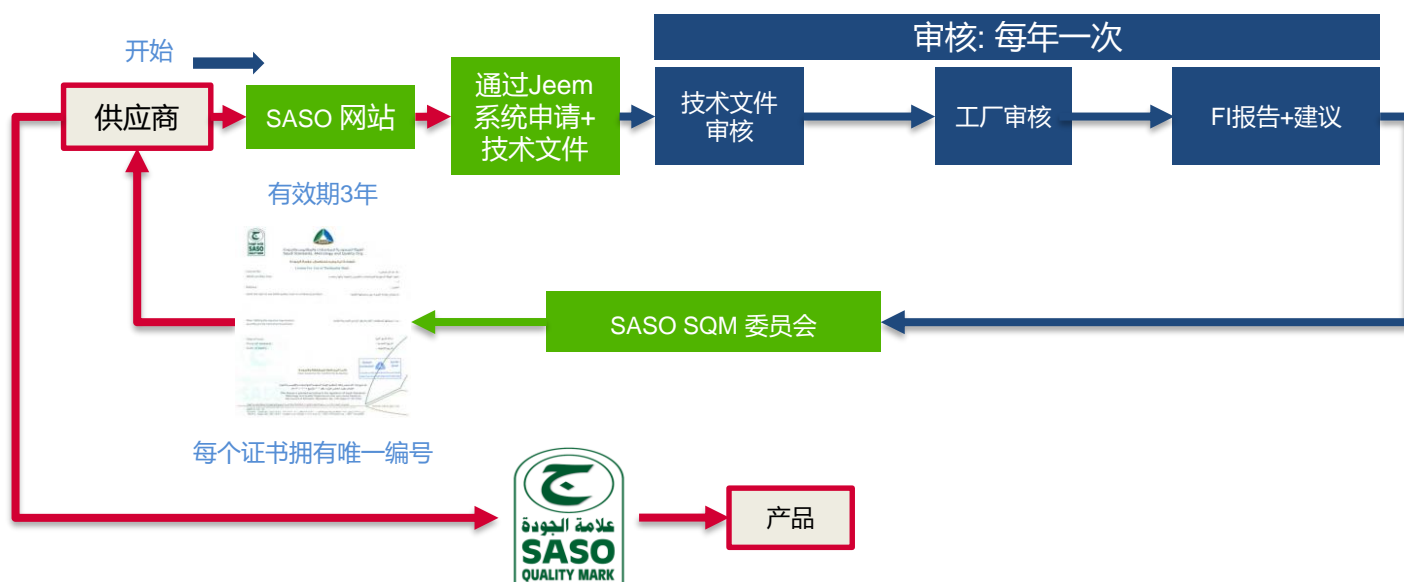 审核: 每年一次
开始
供应商
SASO 网站
通过Jeem
系统申请+
技术文件
技术文件
审核
工厂审核
FI报告+建议
有效期3年
SASO SQM 委员会
每个证书拥有唯一编号
علامة الجودة
SASO
QUALITY MARK
产品